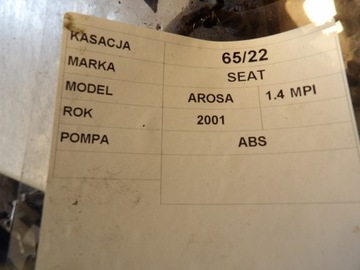 KASACJA 65/22
MARKA SEAT
MODEL AROSA 1.4 MPI
ROK 2001
POMPA ABS